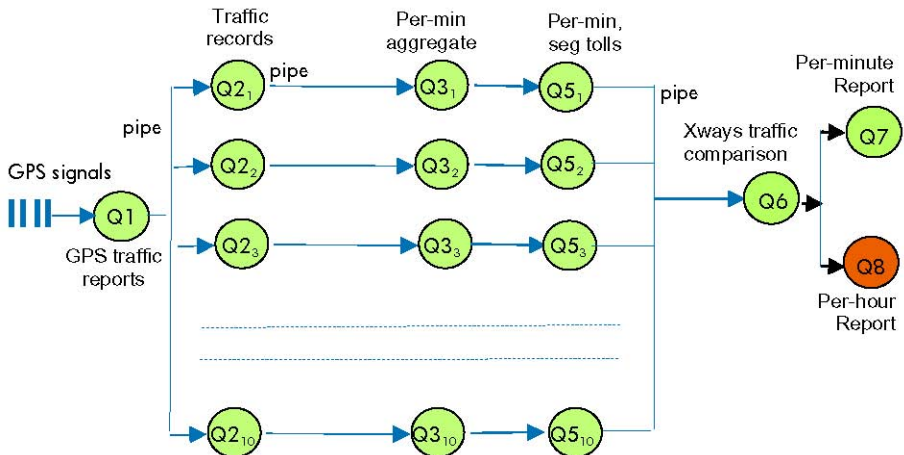 Traffic
records
Per-min
aggregate
Per-min,
seg tolls
Per-minute
Report
Q2₁
pipe
Q3₁
Q5₁
pipe
Q7
pipe
Xways traffic
comparison
GPS signals
Q2₂
Q3₂
Q5₂
Q1
Q6
GPS traffic
reports
Q2₃
Q3₃
Q5₃
Q8
Per-hour
Report
Q2₁₀
Q3₁₀
Q5₁₀